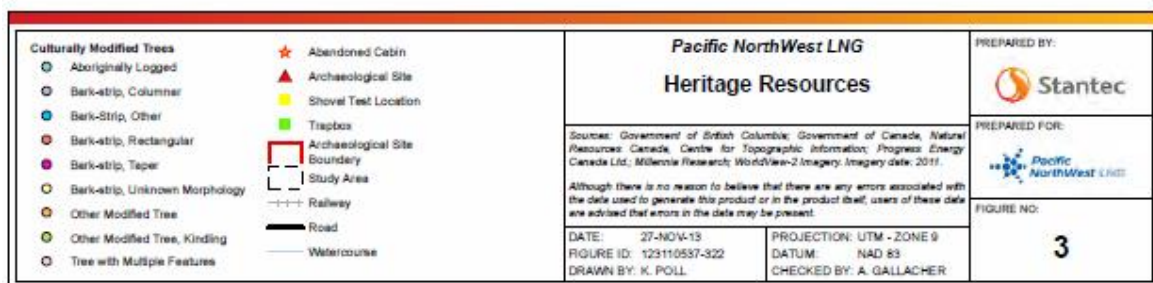 Culturally Modified Trees
Aboriginally Logged
Bark-strip, Columner
Bark-Strip, Other
Bark-strip, Rectangular
Bark-strip, Taper
Bark-strip, Unknown Morphology
Other Modified Tree
Other Modified Tree, Kindling
Tree with Multiple Features
Abandoned Cabin
Archaeological Site
Shovel Test Location
Trapbox
Archaeological Site
Boundary
Study Area
Railway
Road
Watercourse
Pacific NorthWest LNG
Heritage Resources
Sources: Government of British Columbia; Government of Canada, Natural
Resources Canada, Centre for Topographic Information; Progress Energy
Canada Ltd.; Millennia Research; WorldView-2 Imagery. Imagery date: 2011.
Although there is no reason to believe that there are any errors associated with
the data used to generate this product or in the product itself, users of these data
are advised that errors in the data may be present.
DATE: 27-NOV-13
FIGURE ID: 123110537-322
DRAWN BY: K. POLL
PROJECTION: UTM - ZONE 9
DATUM: NAD 83
CHECKED BY: A. GALLACHER
PREPARED BY:
Stantec
PREPARED FOR:
Pacific
NorthWest LNG
FIGURE NO:
3